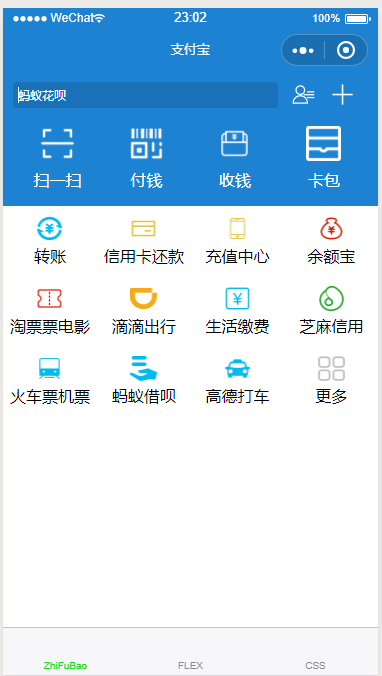 ●●●●● WeChat 23:02 100%
支付宝
蚂蚁花呗
扫一扫 付钱 收钱 卡包
转账 信用卡还款 充值中心 余额宝
淘票票电影 滴滴出行 生活缴费 芝麻信用
火车票机票 蚂蚁借呗 高德打车 更多
ZhiFuBao FLEX CSS